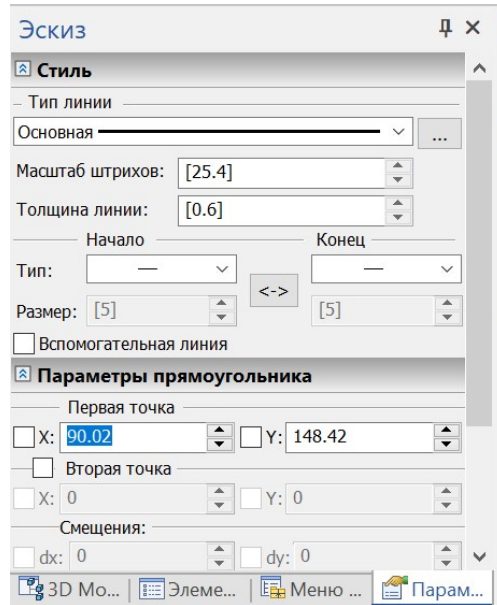 Эскиз
Стиль
Тип линии
Основная
...
Масштаб штрихов: [25.4]
Толщина линии: [0.6]
Начало Конец
Тип:
<->
Размер: [5] [5]
Вспомогательная линия
Параметры прямоугольника
Первая точка
X: 90.02 Y: 148.42
Вторая точка
X: 0 Y: 0
Смещения:
dx: 0 dy: 0
3D Мо... Элеме... Меню ... Парам...